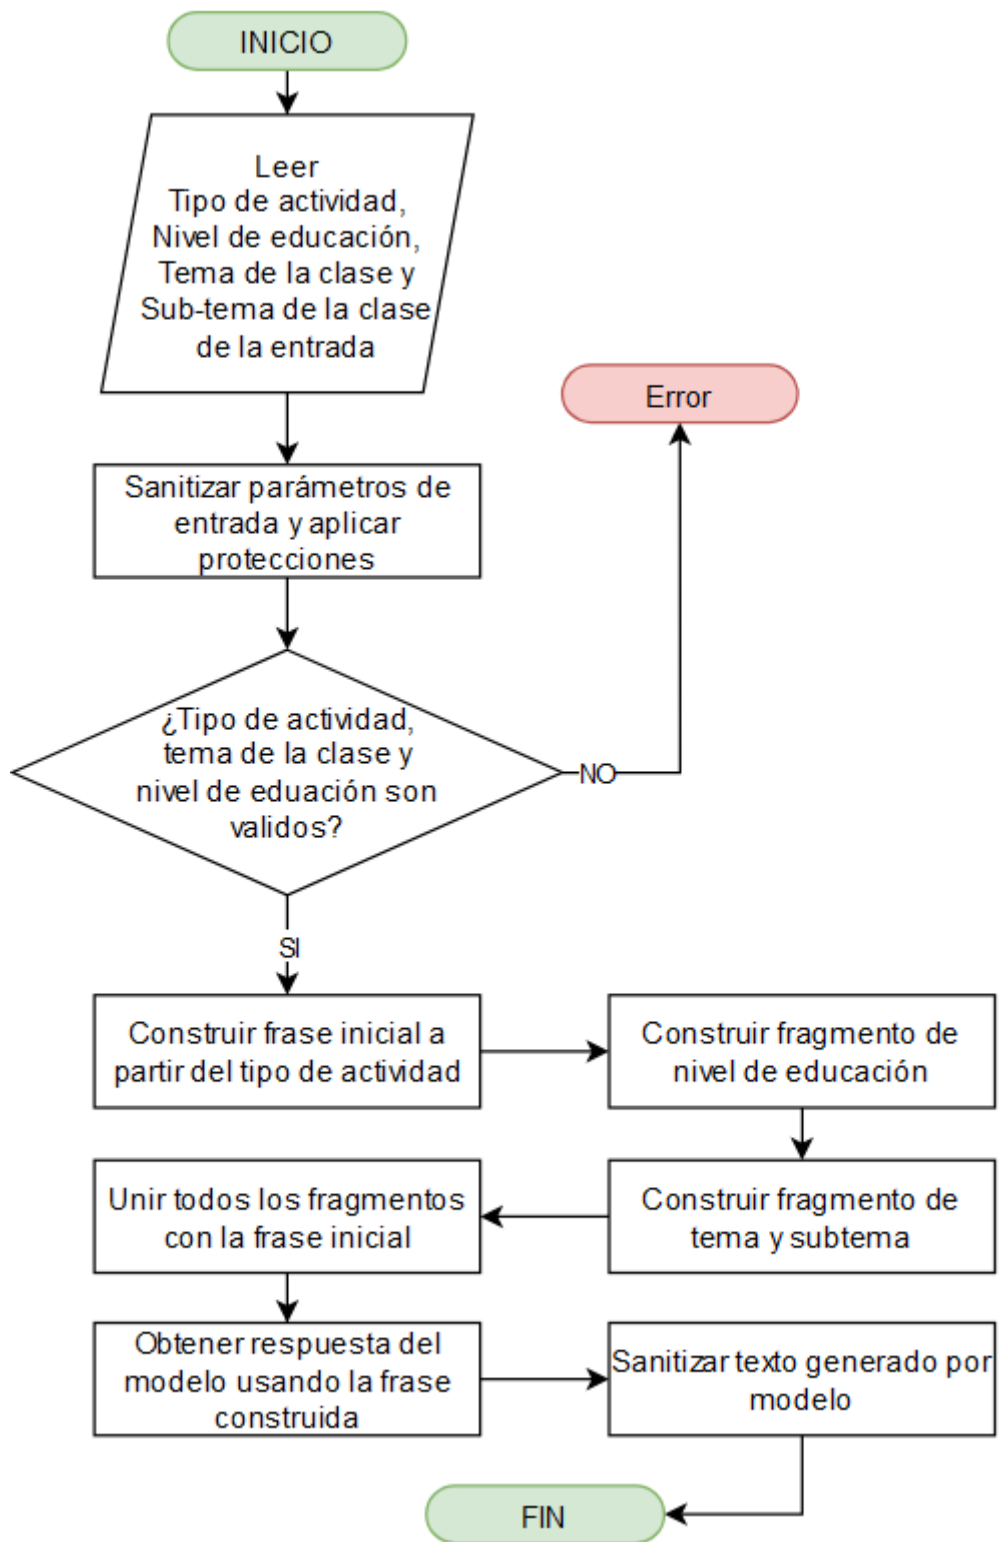 INICIO
Leer
Tipo de actividad,
Nivel de educación,
Tema de la clase y
Sub-tema de la clase
de la entrada
Error
Sanitizar parámetros de
entrada y aplicar
protecciones
¿Tipo de actividad,
tema de la clase y
nivel de eduación son
validos?
NO
SI
Construir frase inicial a
partir del tipo de actividad
Construir fragmento de
nivel de educación
Construir fragmento de
tema y subtema
Unir todos los fragmentos
con la frase inicial
Obtener respuesta del
modelo usando la frase
construida
Sanitizar texto generado por
modelo
FIN